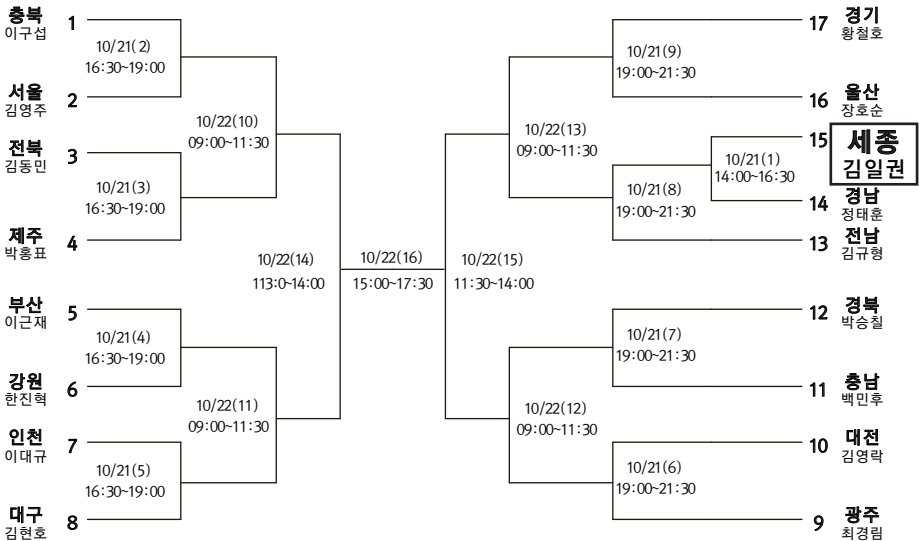 충북 1
이구섭
10/21(2)
16:30~19:00
서울 2
김영주
10/22(10)
09:00~11:30
전북 3
김동민
10/21(3)
16:30~19:00
제주 4
박홍표
10/22(14)
113:0~14:00
부산 5
이근재
10/21(4)
16:30~19:00
강원 6
한진혁
10/22(11)
09:00~11:30
인천 7
이대규
10/21(5)
16:30~19:00
대구 8
김현호
10/22(16)
15:00~17:30
17 경기
황철호
10/21(9)
19:00~21:30
16 울산
장호순
10/22(13)
09:00~11:30
15 세종
김일권
10/21(1)
14:00~16:30
10/21(8)
19:00~21:30
14 경남
정태훈
13 전남
김규형
10/22(15)
11:30~14:00
12 경북
박승칠
10/21(7)
19:00~21:30
11 충남
백민후
10/22(12)
09:00~11:30
10 대전
김영락
10/21(6)
19:00~21:30
9 광주
최경림